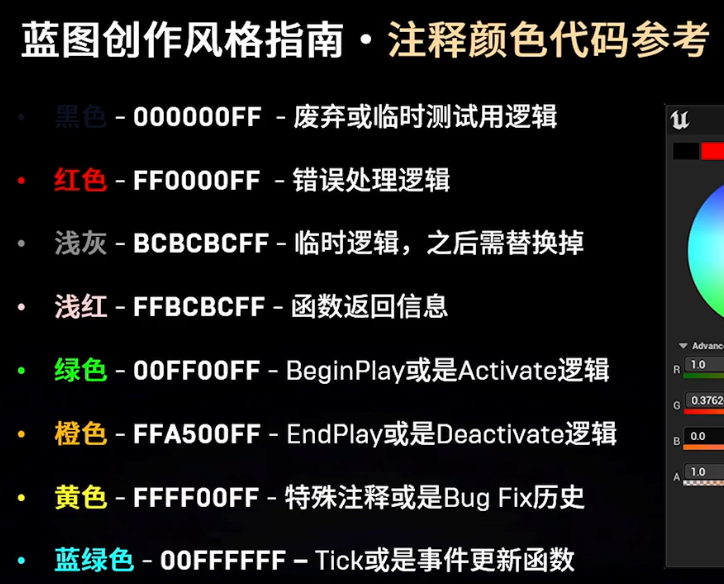 蓝图创作风格指南·注释颜色代码参考
• 黑色 - 000000FF - 废弃或临时测试用逻辑
• 红色 - FF0000FF - 错误处理逻辑
• 浅灰 - BCBCBCFF - 临时逻辑，之后需替换掉
• 浅红 - FFBCBCFF - 函数返回信息
• 绿色 - 00FF00FF - BeginPlay或是Activate逻辑
• 橙色 - FFA500FF - EndPlay或是Deactivate逻辑
• 黄色 - FFFF00FF - 特殊注释或是Bug Fix历史
• 蓝绿色 - 00FFFFFF – Tick或是事件更新函数
Advanc
R 1.0
G 0.3762
B 0.0
A 1.0